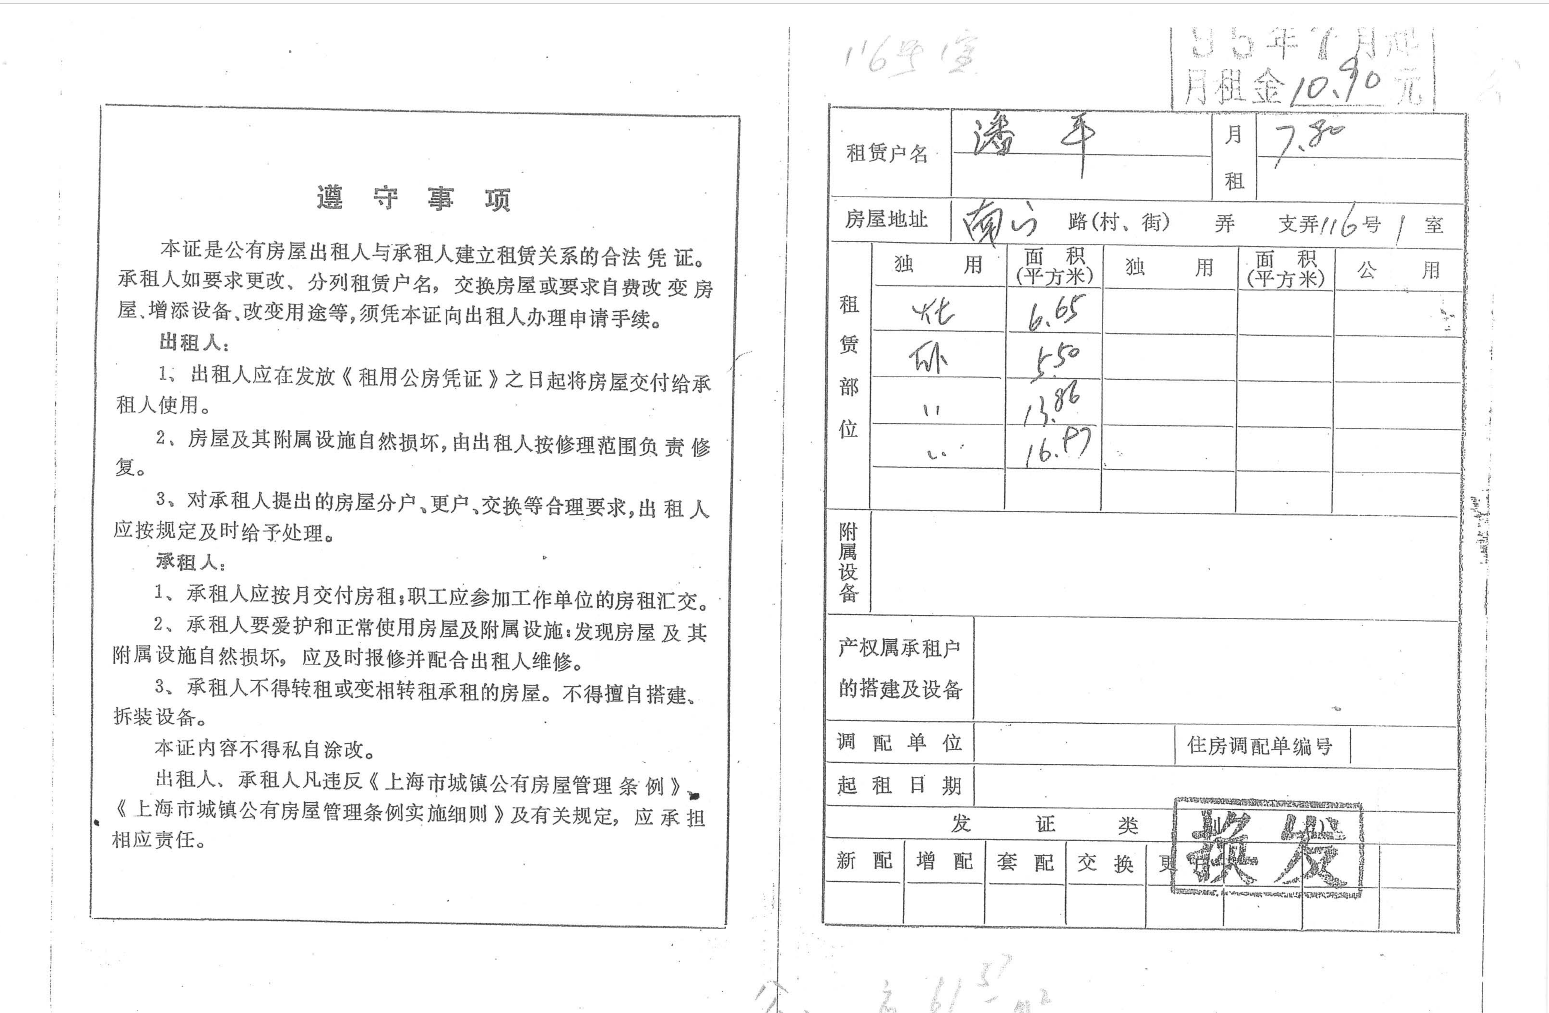 遵守事项
本证是公有房屋出租人与承租人建立租赁关系的合法凭证。
承租人如要求更改、分列租赁户名，交换房屋或要求自费改变房
屋、增添设备、改变用途等，须凭本证向出租人办理申请手续。
出租人：
1、出租人应在发放《租用公房凭证》之日起将房屋交付给承
租人使用。
2、房屋及其附属设施自然损坏，由出租人按修理范围负责修
复。
3、对承租人提出的房屋分户、更户、交换等合理要求，出租人
应按规定及时给予处理。
承租人：
1、承租人应按月交付房租；职工应参加工作单位的房租汇交。
2、承租人要爱护和正常使用房屋及附属设施；发现房屋及其
附属设施自然损坏，应及时报修并配合出租人维修。
3、承租人不得转租或变相转租承租的房屋。不得擅自搭建、
拆装设备。
本证内容不得私自涂改。
出租人、承租人凡违反《上海市城镇公有房屋管理条例》、
《上海市城镇公有房屋管理条例实施细则》及有关规定，应承担
相应责任。
116号1室
年 月
月租金10.90元
租赁户名 潘平 月租 7.80
房屋地址 南 路(村、街) 弄 支弄116号1室
租赁部位
独用 面积(平方米) 独用 面积(平方米) 公用
6.65
5.50
〃 13.86
〃 16.97
附属设备
产权属承租户
的搭建及设备
调配单位 住房调配单编号
起租日期
发证类别
新配 增配 套配 交换 更
换发